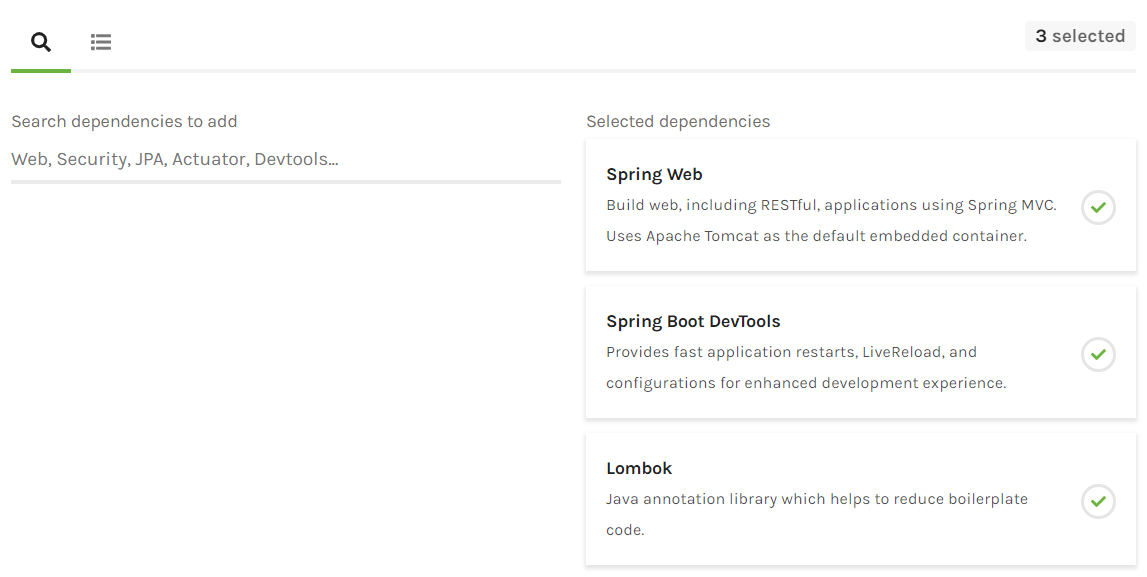 3 selected
Search dependencies to add
Web, Security, JPA, Actuator, Devtools...
Selected dependencies
Spring Web
Build web, including RESTful, applications using Spring MVC.
Uses Apache Tomcat as the default embedded container.
Spring Boot DevTools
Provides fast application restarts, LiveReload, and
configurations for enhanced development experience.
Lombok
Java annotation library which helps to reduce boilerplate
code.